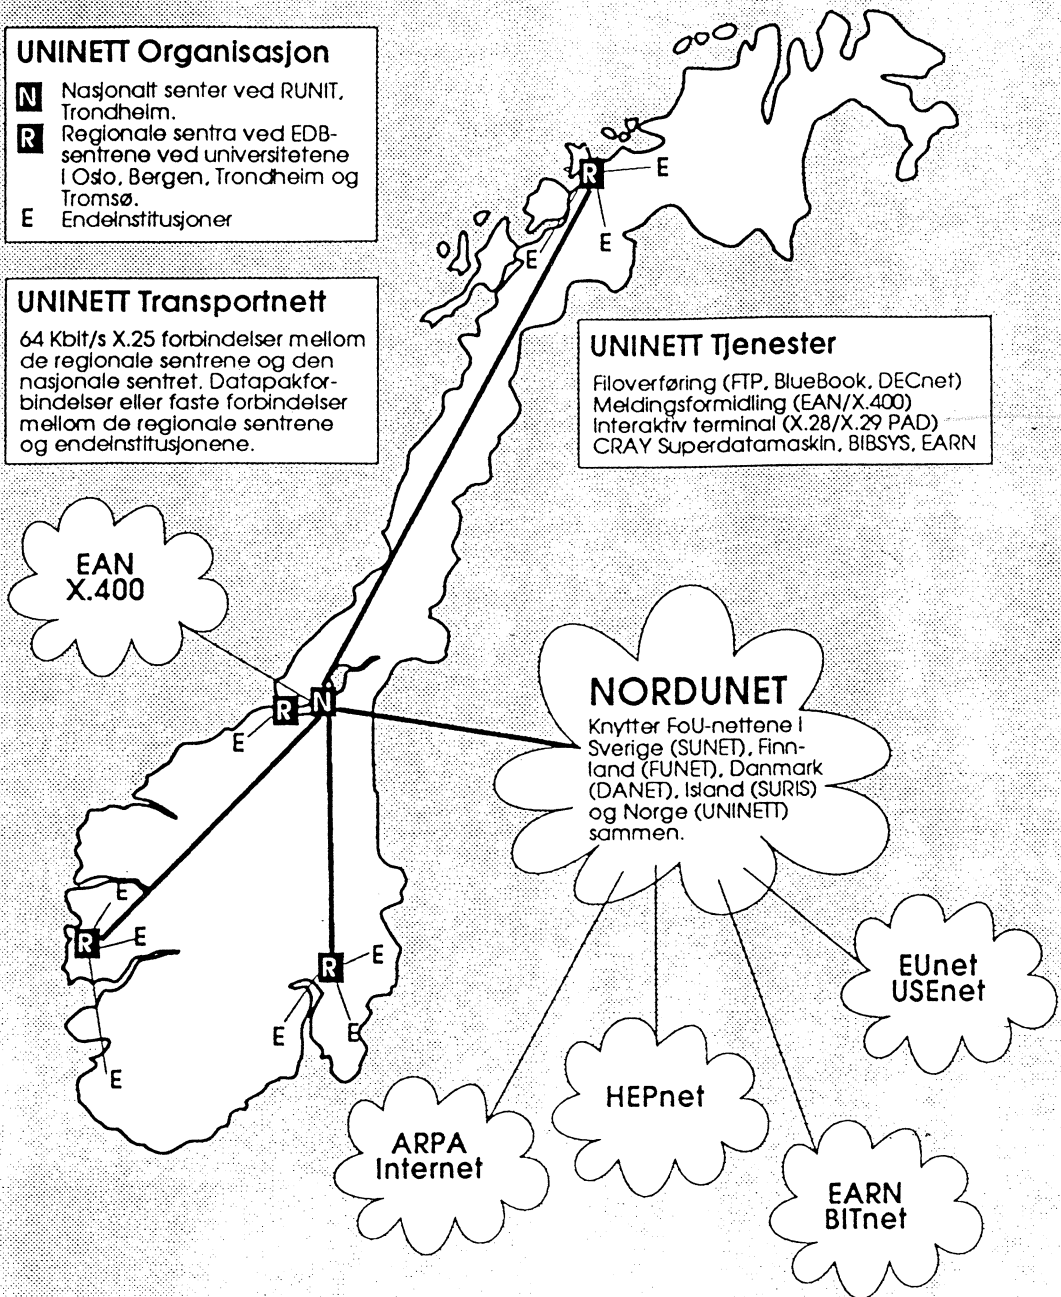 UNINETT Organisasjon
N Nasjonalt senter ved RUNIT,
Trondheim.
R Regionale sentra ved EDB-
sentrene ved universitetene
i Oslo, Bergen, Trondheim og
Tromsø.
E Endeinstitusjoner
UNINETT Transportnett
64 Kbit/s X.25 forbindelser mellom
de regionale sentrene og den
nasjonale sentret. Datapakfor-
bindelser eller faste forbindelser
mellom de regionale sentrene
og endeinstitusjonene.
R
E
E
E
UNINETT Tjenester
Filoverføring (FTP, BlueBook, DECnet)
Meldingsformidling (EAN/X.400)
Interaktiv terminal (X.28/X.29 PAD)
CRAY Superdatamaskin, BIBSYS, EARN
EAN
X.400
R
N
E
NORDUNET
Knytter FoU-nettene i
Sverige (SUNET), Finn-
land (FUNET), Danmark
(DANET), Island (SURIS)
og Norge (UNINETT)
sammen.
E
R
E
E
R
E
E
E
EUnet
USEnet
HEPnet
ARPA
Internet
EARN
BITnet